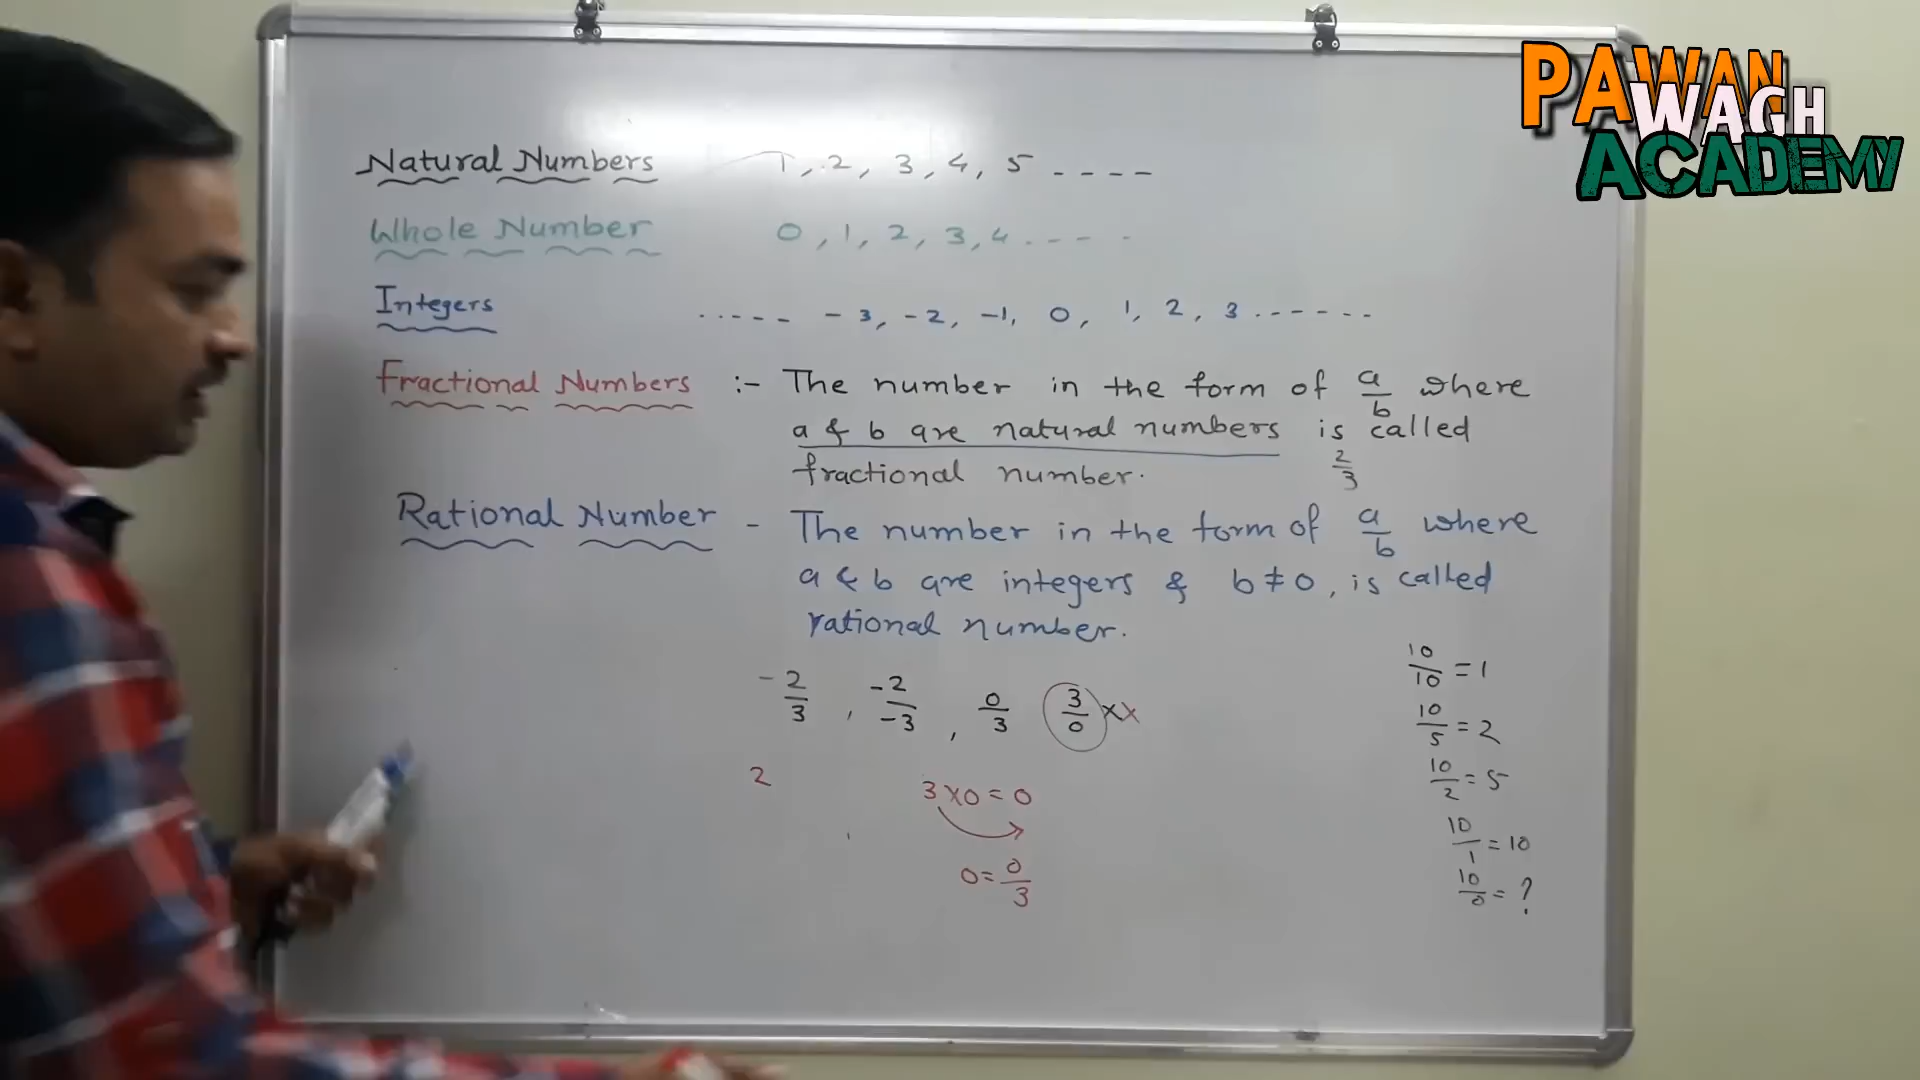 PAWAN
WAGH
ACADEMY
Natural Numbers 1, 2, 3, 4, 5 ----
Whole Number 0, 1, 2, 3, 4 ....
Integers ..... -3, -2, -1, 0, 1, 2, 3 ......
Fractional Numbers :- The number in the form of a/b where
a & b are natural numbers is called
fractional number. 2/3
Rational Number - The number in the form of a/b where
a & b are integers & b ≠ 0, is called
rational number.
-2/3, -2/-3, 0/3 3/0 xx
2
3x0=0
0=0/3
10/10 = 1
10/5 = 2
10/2 = 5
10/1 = 10
10/0 = ?